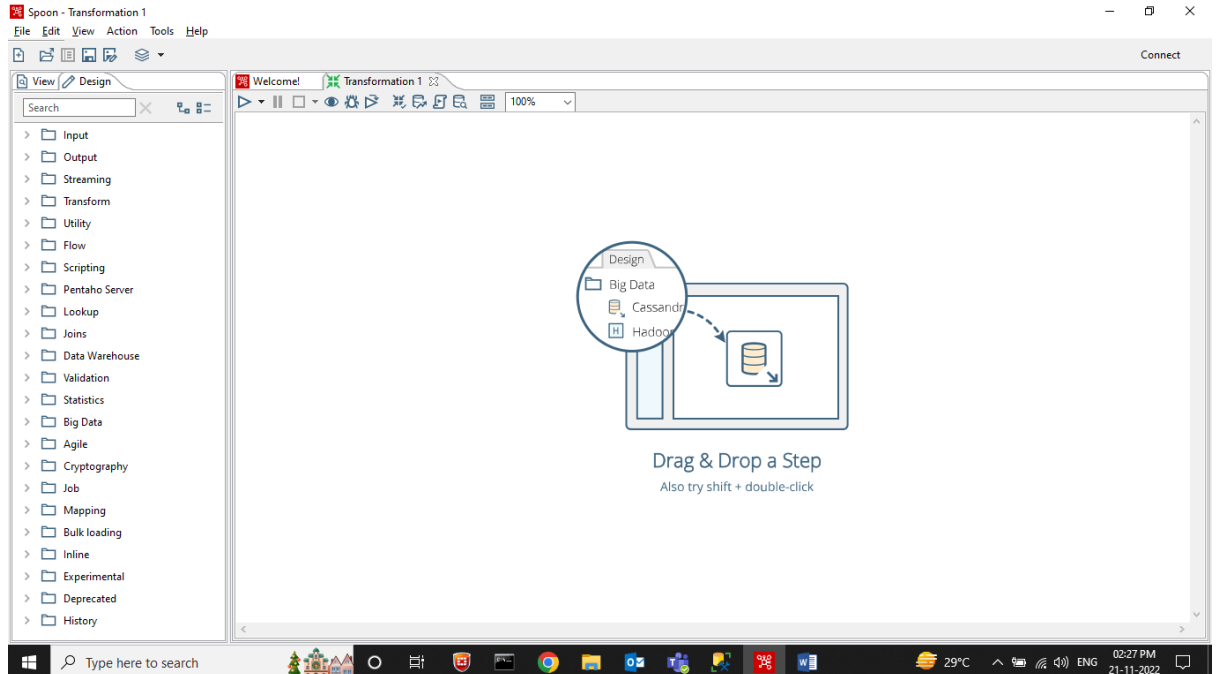 Spoon - Transformation 1
File Edit View Action Tools Help
Connect
View Design
Welcome! Transformation 1
Search
100%
Input
Output
Streaming
Transform
Utility
Flow
Scripting
Pentaho Server
Lookup
Joins
Data Warehouse
Validation
Statistics
Big Data
Agile
Cryptography
Job
Mapping
Bulk loading
Inline
Experimental
Deprecated
History
Design
Big Data
Cassandr
H Hadoop
Drag & Drop a Step
Also try shift + double-click
Type here to search
29°C
ENG
02:27 PM
21-11-2022